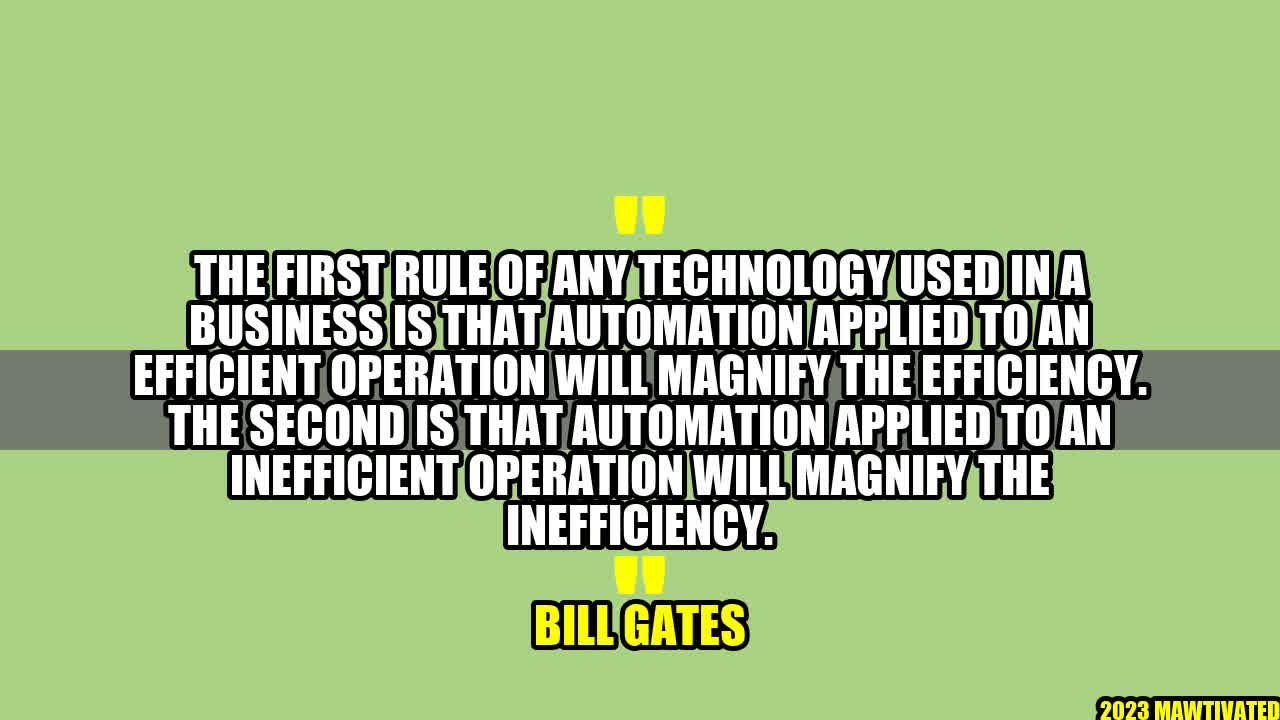 "
THE FIRST RULE OF ANY TECHNOLOGY USED IN A
BUSINESS IS THAT AUTOMATION APPLIED TO AN
EFFICIENT OPERATION WILL MAGNIFY THE EFFICIENCY.
THE SECOND IS THAT AUTOMATION APPLIED TO AN
INEFFICIENT OPERATION WILL MAGNIFY THE
INEFFICIENCY.
"
BILL GATES
2023 MAWTIVATED